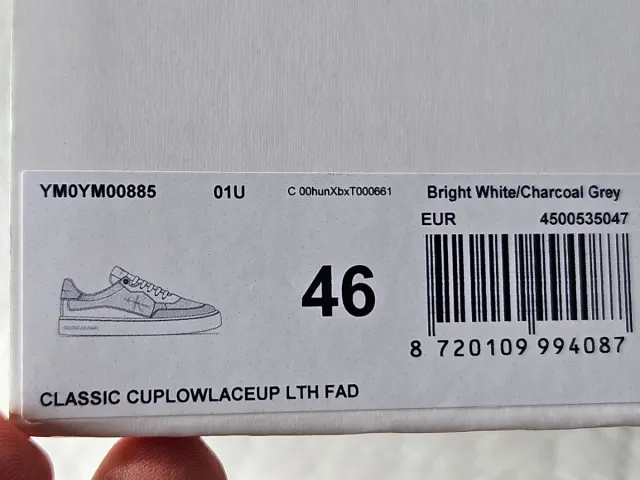 YM0YM00885 01U C 00hunXbxT000661 Bright White/Charcoal Grey
EUR 4500535047
46
8 720109 994087
CLASSIC CUPLOWLACEUP LTH FAD